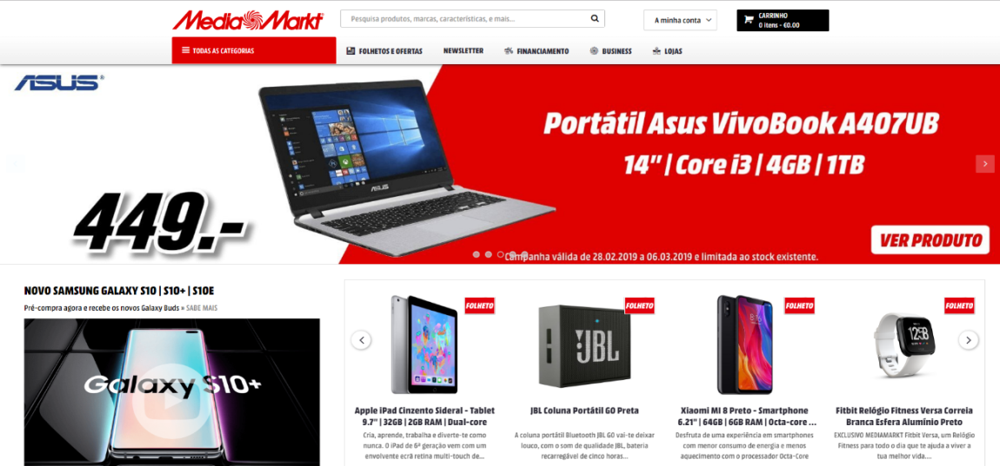 Media Markt
Pesquisa produtos, marcas, características, e mais...
A minha conta
CARRINHO
0 itens - €0.00
TODAS AS CATEGORIAS
FOLHETOS E OFERTAS
NEWSLETTER
FINANCIAMENTO
BUSINESS
LOJAS
ASUS
449.-
ASUS
Portátil Asus VivoBook A407UB
14" | Core i3 | 4GB | 1TB
VER PRODUTO
Campanha válida de 28.02.2019 a 06.03.2019 e limitada ao stock existente.
NOVO SAMSUNG GALAXY S10 | S10+ | S10E
Pré-compra agora e recebe os novos Galaxy Buds » SABE MAIS
Galaxy S10+
FOLHETO
Apple iPad Cinzento Sideral - Tablet
9.7" | 32GB | 2GB RAM | Dual-core
Cria, aprende, trabalha e diverte-te como
nunca. O iPad de 6ª geração vem com um
envolvente ecrã retina multi-touch de...
FOLHETO
JBL
JBL Coluna Portátil GO Preta
A coluna portátil Bluetooth JBL GO vai-te deixar
louco, com o som de qualidade JBL, bateria
recarregável de cinco horas...
FOLHETO
Xiaomi MI 8 Preto - Smartphone
6.21" | 64GB | 6GB RAM | Octa-core ...
Desfruta de uma experiência em smartphones
com menor consumo de energia e menos
aquecimento com o processador Octa-Core
FOLHETO
12:58
Fitbit Relógio Fitness Versa Correia
Branca Esfera Alumínio Preto
EXCLUSIVO MEDIAMARKT Fitbit Versa, um Relógio
Fitness para todo o dia que te ajuda a viver a
tua melhor vida....